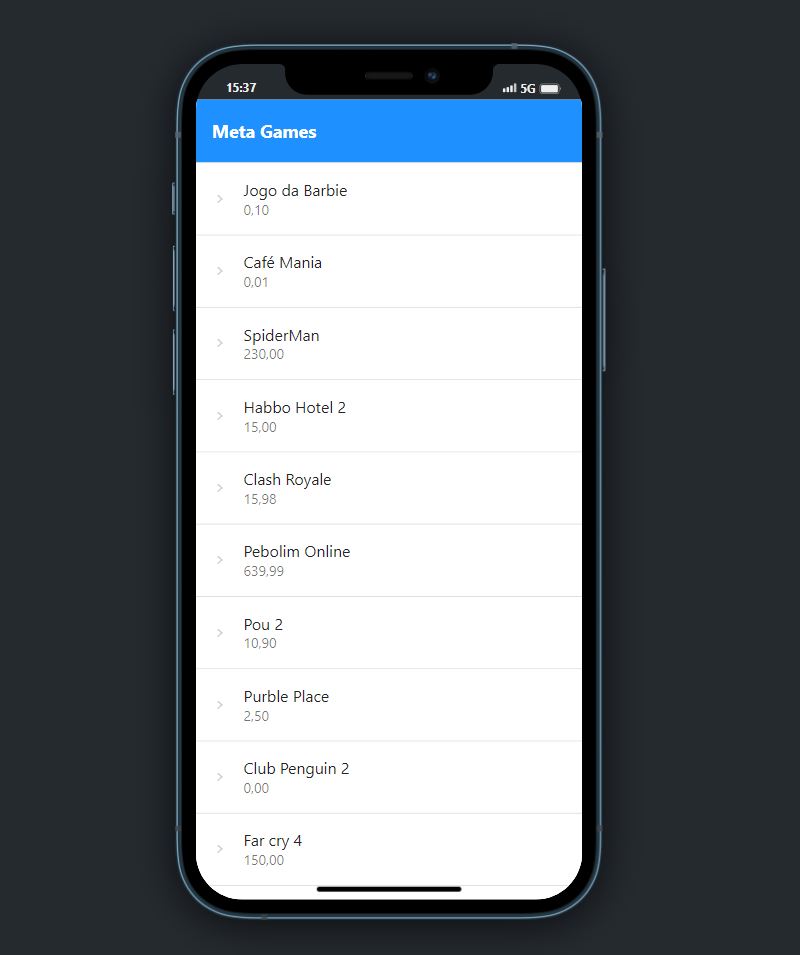 15:37
5G
Meta Games
Jogo da Barbie
0,10
Café Mania
0,01
SpiderMan
230,00
Habbo Hotel 2
15,00
Clash Royale
15,98
Pebolim Online
639,99
Pou 2
10,90
Purble Place
2,50
Club Penguin 2
0,00
Far cry 4
150,00